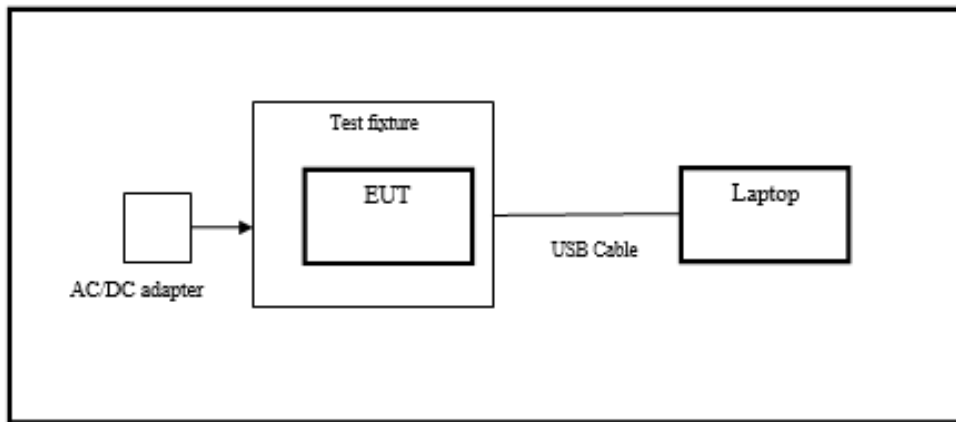 Test fixture
EUT
Laptop
USB Cable
AC/DC adapter